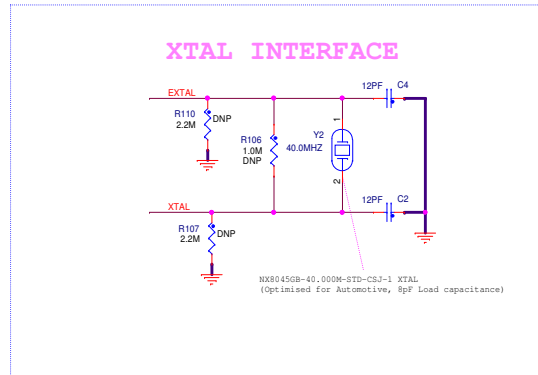 XTAL INTERFACE
12PF C4
EXTAL
R110
2.2M
DNP
R106
1.0M
DNP
1
Y2
40.0MHZ
2
12PF C2
XTAL
R107
2.2M
DNP
NX8045GB-40.000M-STD-CSJ-1 XTAL
(Optimised for Automotive, 8pF Load capacitance)